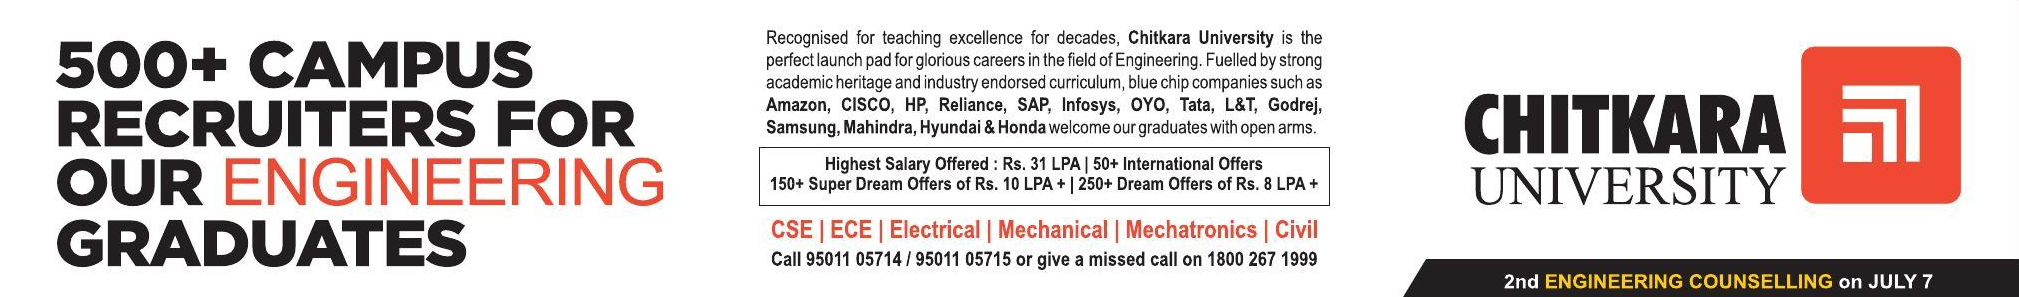 500+ CAMPUS
RECRUITERS FOR
OUR ENGINEERING
GRADUATES
Recognised for teaching excellence for decades, Chitkara University is the
perfect launch pad for glorious careers in the field of Engineering. Fuelled by strong
academic heritage and industry endorsed curriculum, blue chip companies such as
Amazon, CISCO, HP, Reliance, SAP, Infosys, OYO, Tata, L&T, Godrej,
Samsung, Mahindra, Hyundai & Honda welcome our graduates with open arms.
Highest Salary Offered : Rs. 31 LPA | 50+ International Offers
150+ Super Dream Offers of Rs. 10 LPA + | 250+ Dream Offers of Rs. 8 LPA +
CSE | ECE | Electrical | Mechanical | Mechatronics | Civil
Call 95011 05714 / 95011 05715 or give a missed call on 1800 267 1999
CHITKARA
UNIVERSITY
2nd ENGINEERING COUNSELLING on JULY 7